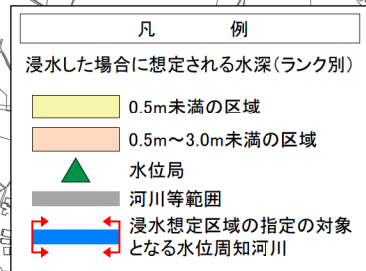 凡　例
浸水した場合に想定される水深(ランク別)
0.5m未満の区域
0.5m～3.0m未満の区域
水位局
河川等範囲
浸水想定区域の指定の対象
となる水位周知河川